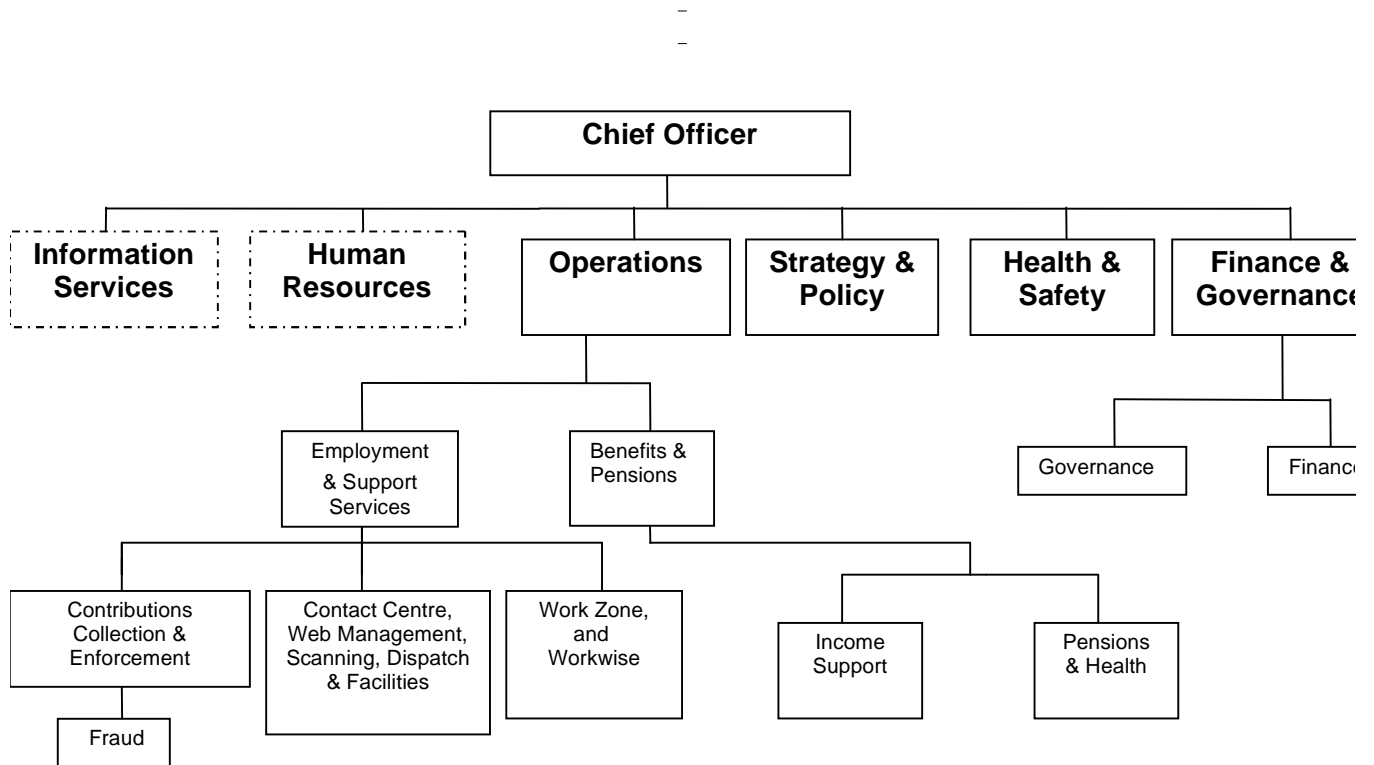 Chief Officer
Information
Services
Human
Resources
Operations
Strategy &
Policy
Health &
Safety
Finance &
Governance
Employment
& Support
Services
Benefits &
Pensions
Governance
Finance
Contributions
Collection &
Enforcement
Contact Centre,
Web Management,
Scanning, Dispatch
& Facilities
Work Zone,
and
Workwise
Income
Support
Pensions
& Health
Fraud